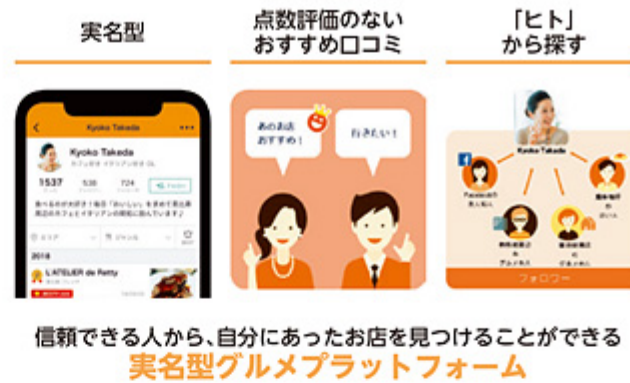 実名型
点数評価のない
おすすめ口コミ
「ヒト」
から探す
Kyoko Takeda
Kyoko Takeda
1537
538
724
2018
L'ATELIER de Retty
あのお店
おすすめ！
行きたい！
Kyoko Takeda
フォロワー
信頼できる人から、自分にあったお店を見つけることができる
実名型グルメプラットフォーム